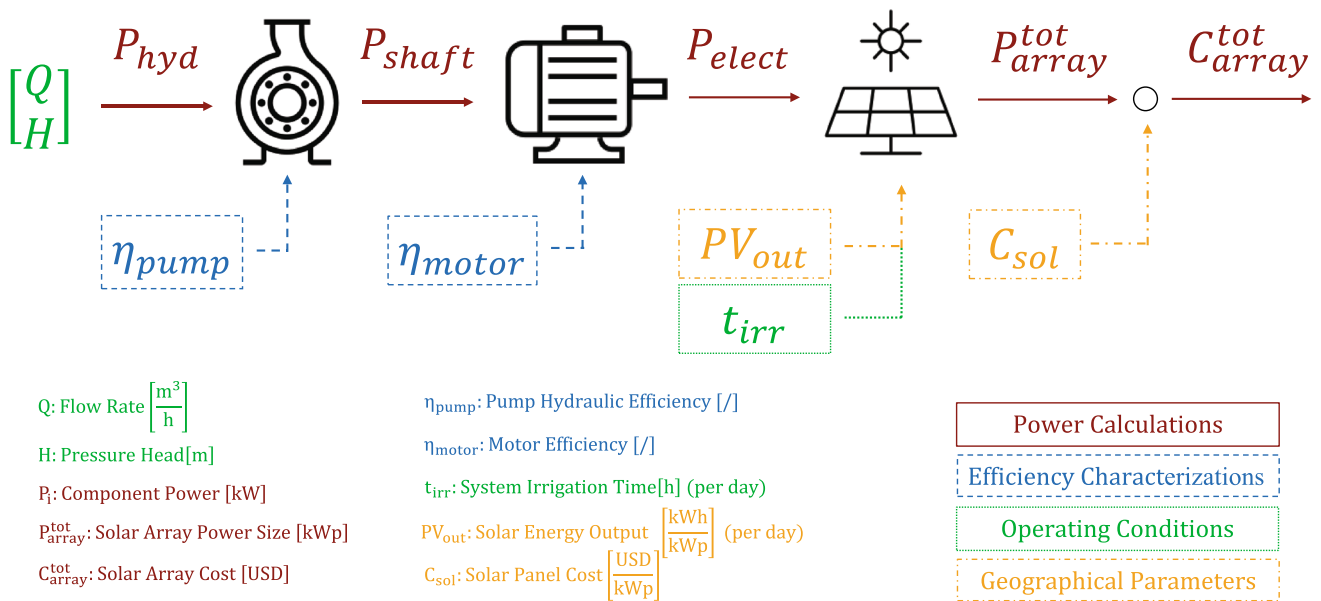 [Q H]
P_hyd
P_shaft
P_elect
P_array^tot
C_array^tot
η_pump
η_motor
PV_out
t_irr
C_sol
Q: Flow Rate [m³/h]
H: Pressure Head[m]
P_i: Component Power [kW]
P_array^tot: Solar Array Power Size [kWp]
C_array^tot: Solar Array Cost [USD]
η_pump: Pump Hydraulic Efficiency [/]
η_motor: Motor Efficiency [/]
t_irr: System Irrigation Time[h] (per day)
PV_out: Solar Energy Output [kWh/kWp] (per day)
C_sol: Solar Panel Cost [USD/kWp]
Power Calculations
Efficiency Characterizations
Operating Conditions
Geographical Parameters